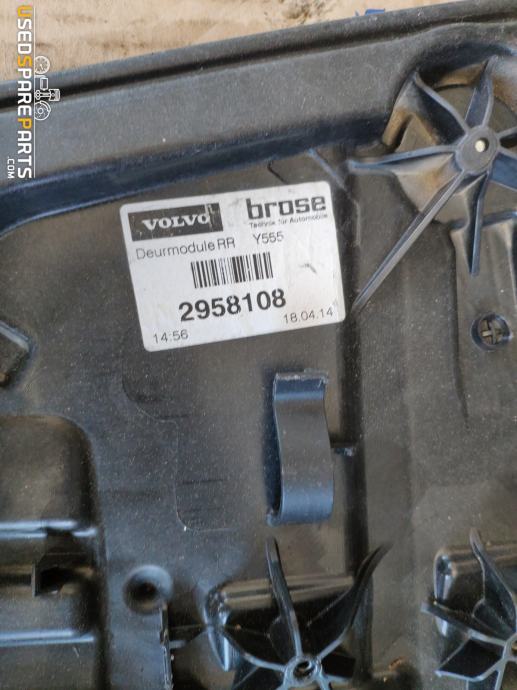 VOLVO
brose
Technik für Automobile
Deurmodule RR Y555
2958108
14:56 18.04.14
USEDSPAREPARTS.COM